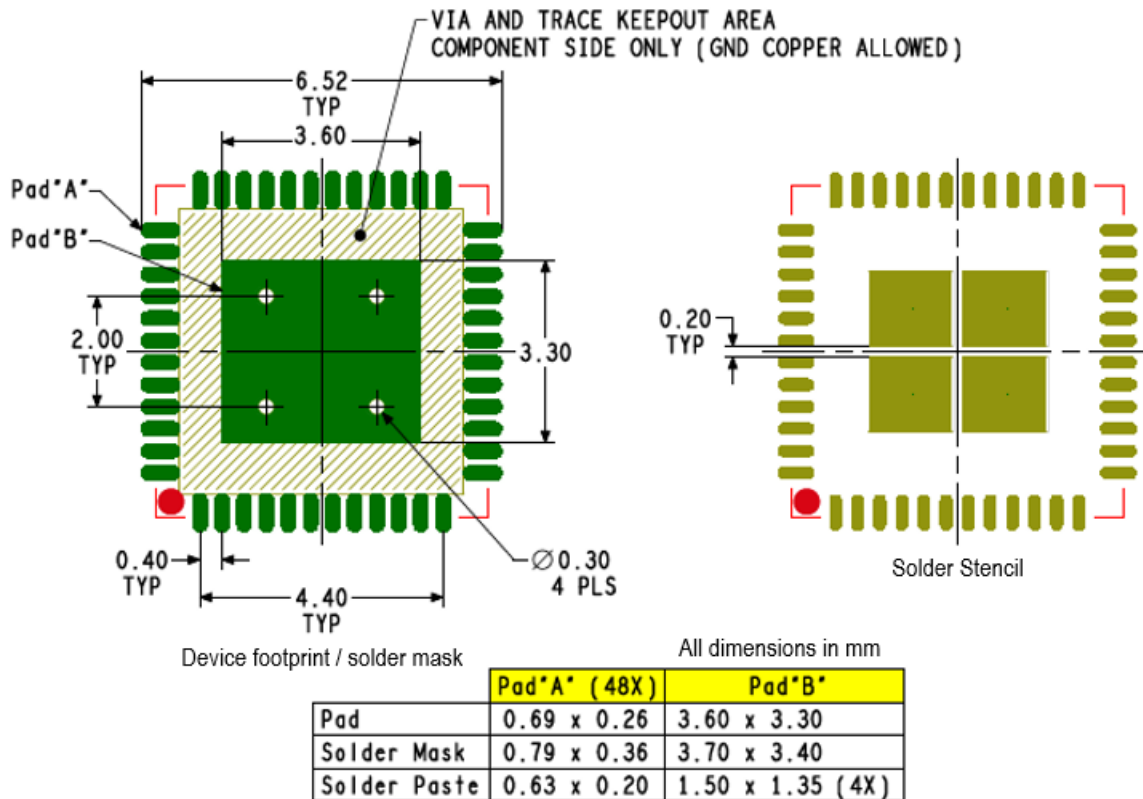 VIA AND TRACE KEEPOUT AREA
COMPONENT SIDE ONLY (GND COPPER ALLOWED)
6.52
TYP
3.60
Pad"A"
Pad"B"
2.00
TYP
3.30
0.20
TYP
0.40
TYP
4.40
TYP
Ø0.30
4 PLS
Solder Stencil
Device footprint / solder mask
All dimensions in mm
Pad"A" (48X) Pad"B"
Pad 0.69 x 0.26 3.60 x 3.30
Solder Mask 0.79 x 0.36 3.70 x 3.40
Solder Paste 0.63 x 0.20 1.50 x 1.35 (4X)